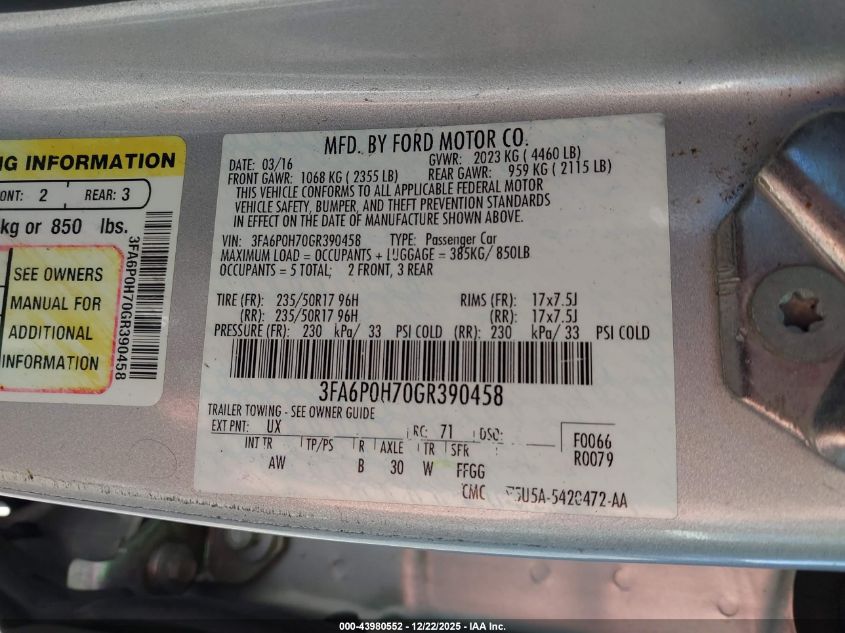 NG INFORMATION
ONT: 2 REAR: 3
kg or 850 lbs.
SEE OWNERS
MANUAL FOR
ADDITIONAL
INFORMATION
3FA6P0H70GR390458
MFD. BY FORD MOTOR CO.
DATE: 03/16 GVWR: 2023 KG ( 4460 LB)
FRONT GAWR: 1068 KG ( 2355 LB) REAR GAWR: 959 KG ( 2115 LB)
THIS VEHICLE CONFORMS TO ALL APPLICABLE FEDERAL MOTOR
VEHICLE SAFETY, BUMPER, AND THEFT PREVENTION STANDARDS
IN EFFECT ON THE DATE OF MANUFACTURE SHOWN ABOVE.
VIN: 3FA6P0H70GR390458 TYPE: Passenger Car
MAXIMUM LOAD = OCCUPANTS + LUGGAGE = 385KG/ 850LB
OCCUPANTS = 5 TOTAL; 2 FRONT, 3 REAR
TIRE (FR): 235/50R17 96H RIMS (FR): 17x7.5J
(RR): 235/50R17 96H (RR): 17x7.5J
PRESSURE (FR): 230 kPa/ 33 PSI COLD (RR): 230 kPa/ 33 PSI COLD
3FA6P0H70GR390458
TRAILER TOWING - SEE OWNER GUIDE
EXT PNT: UX RC: 71 DSO: F0066
INT TR TP/PS R AXLE TR SFR R0079
AW B 30 W FFGG
CMC 5U5A-5420472-AA
000-43980552 - 12/22/2025 - IAA Inc.